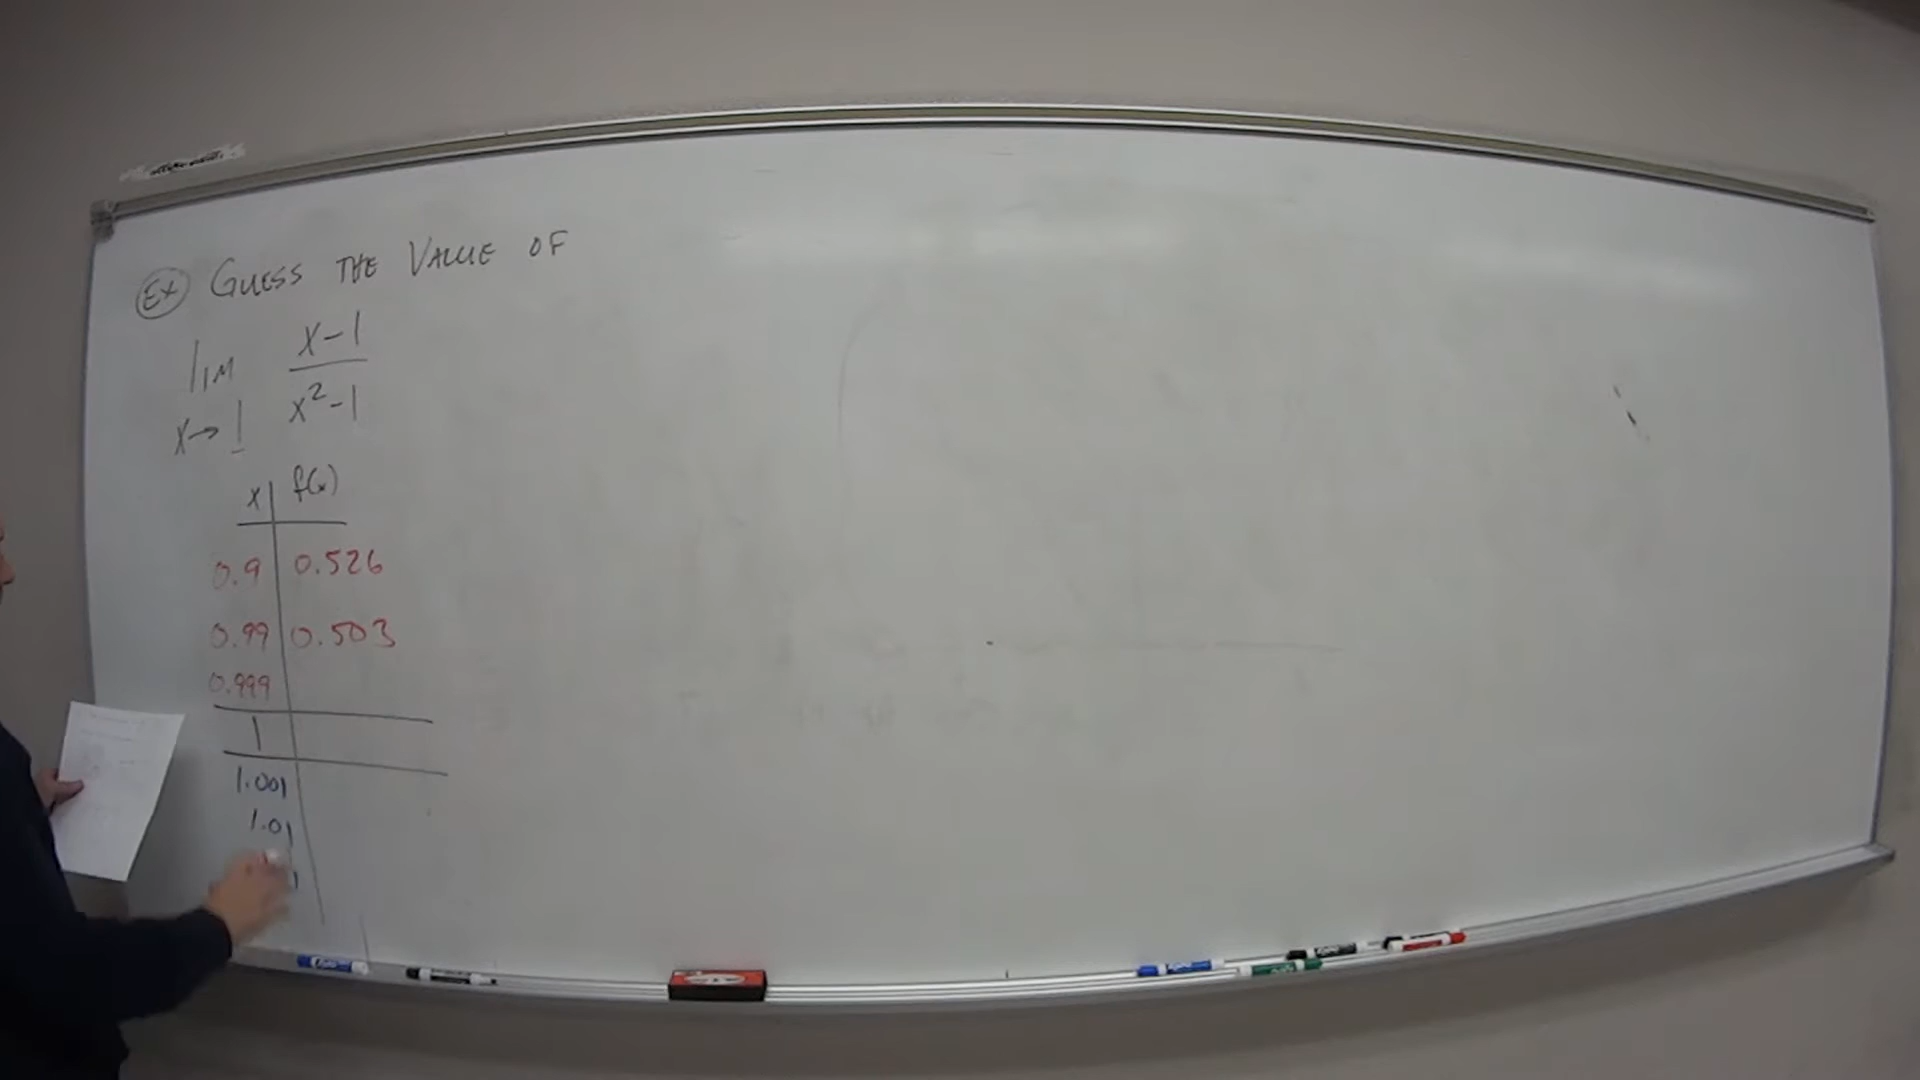 Ex GUESS THE VALUE OF
lim x→1 x-1 / x²-1
x | f(x)
0.9 | 0.526
0.99 | 0.503
0.999
1
1.001
1.01